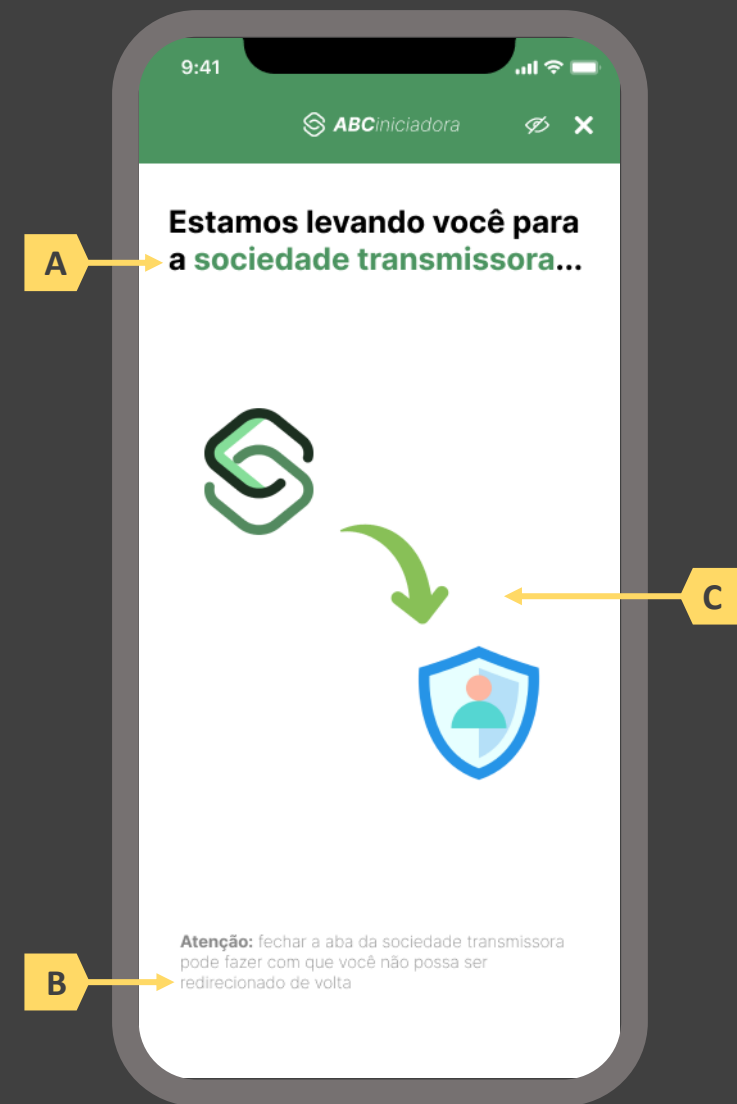 9:41
ABCiniciadora
Estamos levando você para
a sociedade transmissora...
A
C
Atenção: fechar a aba da sociedade transmissora
pode fazer com que você não possa ser
redirecionado de volta
B